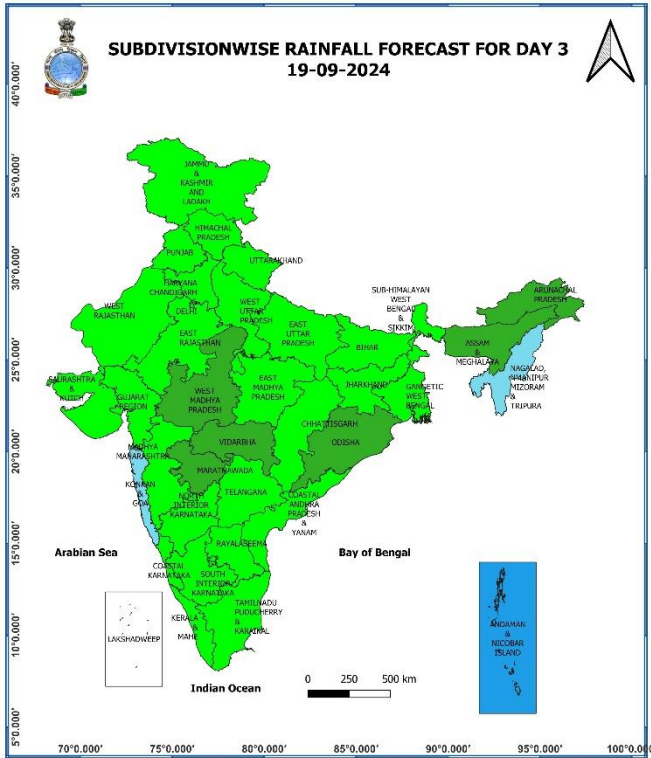 SUBDIVISIONWISE RAINFALL FORECAST FOR DAY 3
19-09-2024
40°0.000'
35°0.000'
30°0.000'
25°0.000'
20°0.000'
15°0.000'
10°0.000'
5°0.000'
JAMMU
&
KASHMIR
AND
LADAKH
HIMACHAL
PRADESH
PUNJAB
UTTARAKHAND
HARYANA
CHANDIGARH
DELHI
WEST
RAJASTHAN
WEST
UTTAR
PRADESH
EAST
RAJASTHAN
EAST
UTTAR
PRADESH
SUB-HIMALAYAN
WEST
BENGAL
&
SIKKIM
ARUNACHAL
PRADESH
ASSAM
&
MEGHALAYA
NAGALAD,
MANIPUR
MIZORAM
&
TRIPURA
BIHAR
JHARKHAND
GANGETIC
WEST
BENGAL
SAURASHTRA
&
KUTCH
GUJARAT
REGION
WEST
MADHYA
PRADESH
EAST
MADHYA
PRADESH
CHHATTISGARH
ODISHA
VIDARBHA
MADHYA
MAHARASHTRA
MARATHAWADA
KONKAN
&
GOA
NORTH
INTERIOR
KARNATAKA
TELANGANA
COASTAL
ANDHRA
PRADESH
&
YANAM
RAYALASEEMA
Arabian Sea
Bay of Bengal
COASTAL
KARNATAKA
SOUTH
INTERIOR
KARNATAKA
TAMILNADU
PUDUCHERRY
&
KARAIKAL
KERALA
&
MAHE
LAKSHADWEEP
ANDAMAN
&
NICOBAR
ISLAND
Indian Ocean
0 250 500 km
70°0.000' 75°0.000' 80°0.000' 85°0.000' 90°0.000' 95°0.000' 100°0.000'